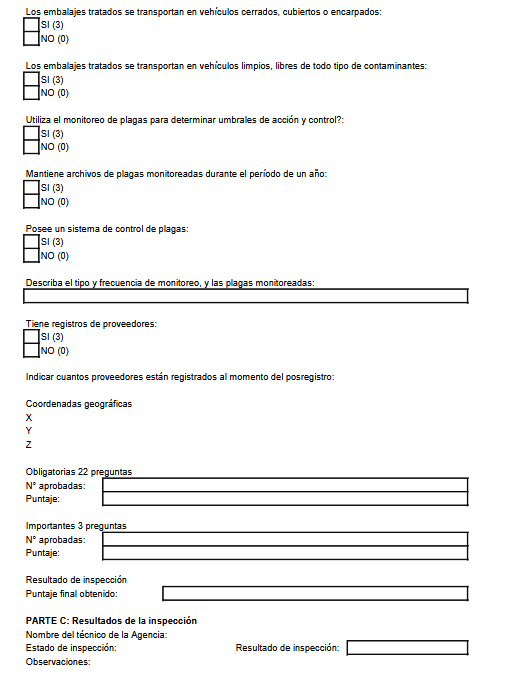 Los embalajes tratados se transportan en vehículos cerrados, cubiertos o encarpados:
SI (3)
NO (0)
Los embalajes tratados se transportan en vehículos limpios, libres de todo tipo de contaminantes:
SI (3)
NO (0)
Utiliza el monitoreo de plagas para determinar umbrales de acción y control?:
SI (3)
NO (0)
Mantiene archivos de plagas monitoreadas durante el período de un año:
SI (3)
NO (0)
Posee un sistema de control de plagas:
SI (3)
NO (0)
Describa el tipo y frecuencia de monitoreo, y las plagas monitoreadas:
Tiene registros de proveedores:
SI (3)
NO (0)
Indicar cuantos proveedores están registrados al momento del posregistro:
Coordenadas geográficas
X
Y
Z
Obligatorias 22 preguntas
N° aprobadas:
Puntaje:
Importantes 3 preguntas
N° aprobadas:
Puntaje:
Resultado de inspección
Puntaje final obtenido:
PARTE C: Resultados de la inspección
Nombre del técnico de la Agencia:
Estado de inspección: Resultado de inspección:
Observaciones: